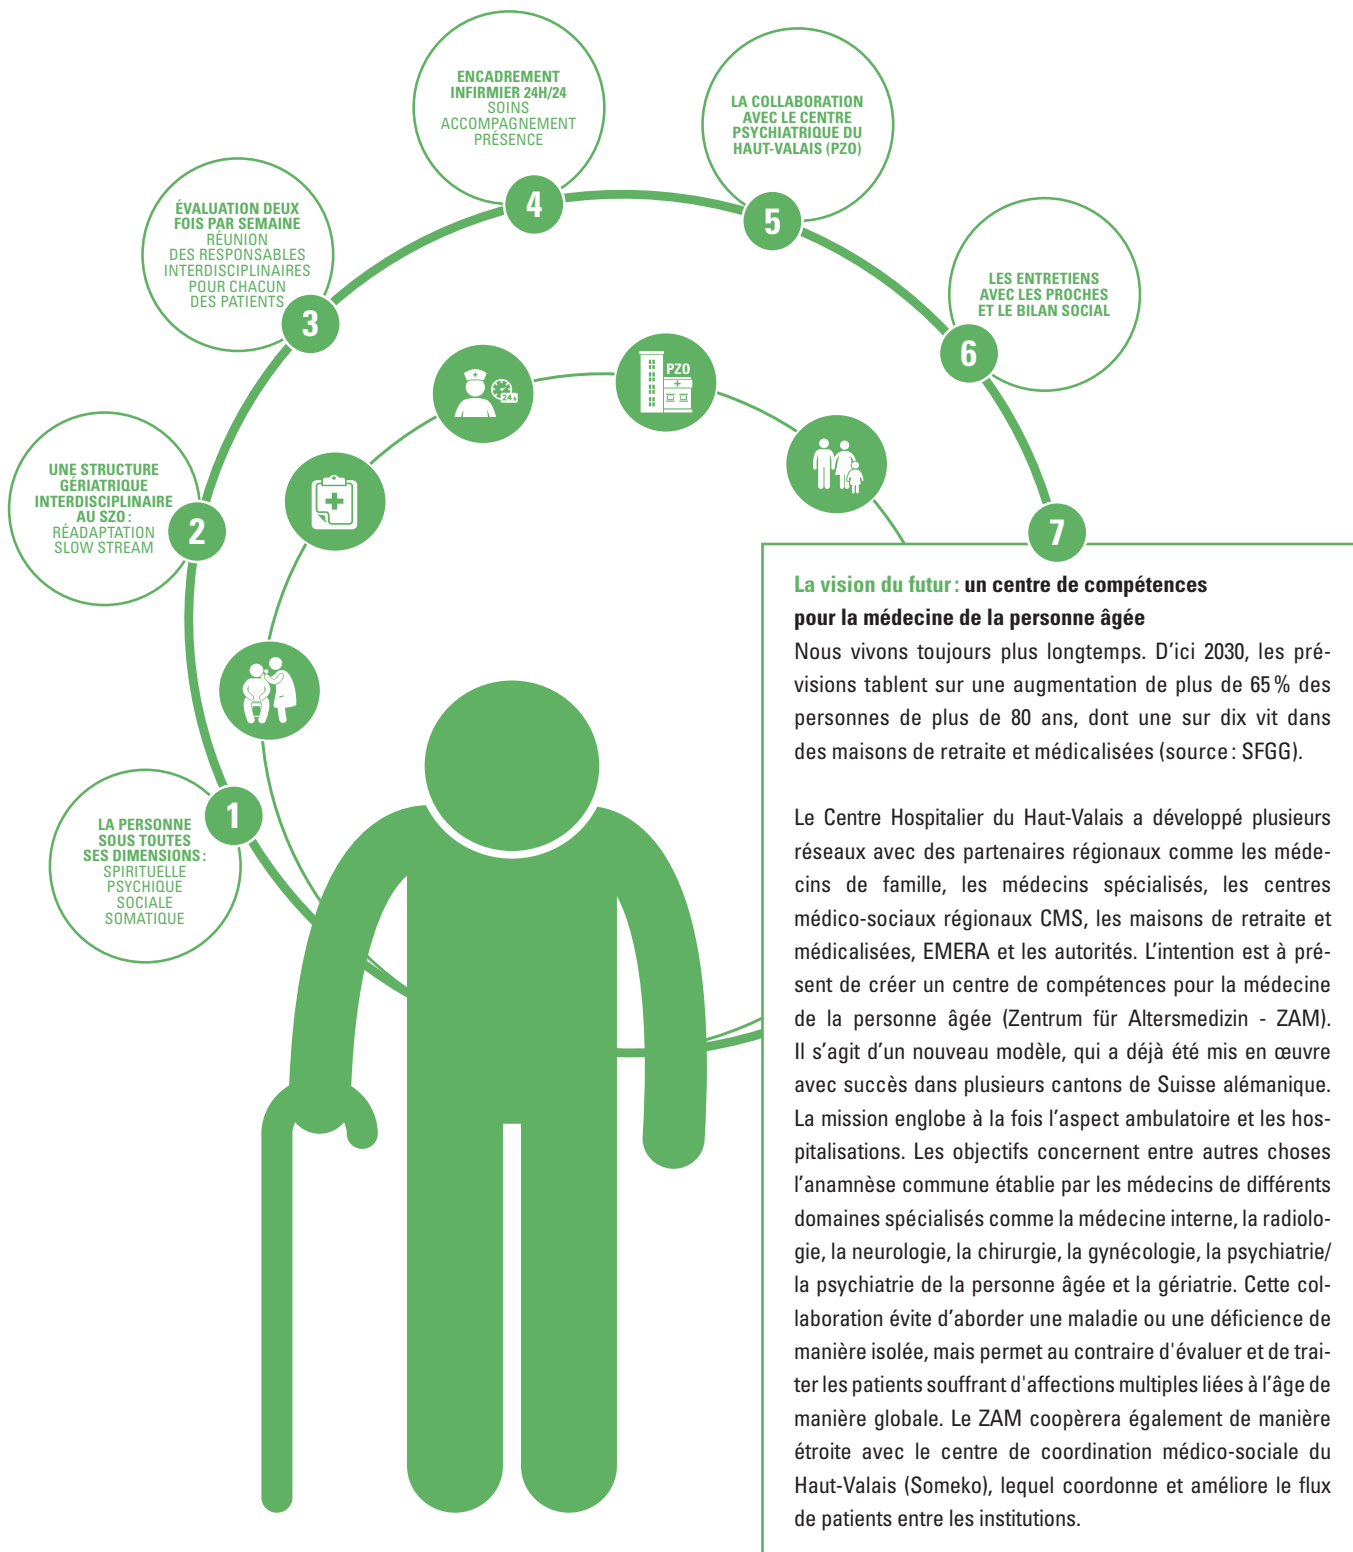 1
LA PERSONNE
SOUS TOUTES
SES DIMENSIONS :
SPIRITUELLE
PSYCHIQUE
SOCIALE
SOMATIQUE
2
UNE STRUCTURE
GÉRIATRIQUE
INTERDISCIPLINAIRE
AU SZO :
RÉADAPTATION
SLOW STREAM
3
ÉVALUATION DEUX
FOIS PAR SEMAINE
RÉUNION
DES RESPONSABLES
INTERDISCIPLINAIRES
POUR CHACUN
DES PATIENTS
4
ENCADREMENT
INFIRMIER 24H/24
SOINS
ACCOMPAGNEMENT
PRÉSENCE
5
LA COLLABORATION
AVEC LE CENTRE
PSYCHIATRIQUE DU
HAUT-VALAIS (PZO)
6
LES ENTRETIENS
AVEC LES PROCHES
ET LE BILAN SOCIAL
24h
PZO
7
La vision du futur : un centre de compétences
pour la médecine de la personne âgée
Nous vivons toujours plus longtemps. D’ici 2030, les pré-
visions tablent sur une augmentation de plus de 65 % des
personnes de plus de 80 ans, dont une sur dix vit dans
des maisons de retraite et médicalisées (source : SFGG).
Le Centre Hospitalier du Haut-Valais a développé plusieurs
réseaux avec des partenaires régionaux comme les méde-
cins de famille, les médecins spécialisés, les centres
médico-sociaux régionaux CMS, les maisons de retraite et
médicalisées, EMERA et les autorités. L’intention est à pré-
sent de créer un centre de compétences pour la médecine
de la personne âgée (Zentrum für Altersmedizin - ZAM).
Il s’agit d’un nouveau modèle, qui a déjà été mis en œuvre
avec succès dans plusieurs cantons de Suisse alémanique.
La mission englobe à la fois l’aspect ambulatoire et les hos-
pitalisations. Les objectifs concernent entre autres choses
l’anamnèse commune établie par les médecins de différents
domaines spécialisés comme la médecine interne, la radiolo-
gie, la neurologie, la chirurgie, la gynécologie, la psychiatrie/
la psychiatrie de la personne âgée et la gériatrie. Cette col-
laboration évite d’aborder une maladie ou une déficience de
manière isolée, mais permet au contraire d'évaluer et de trai-
ter les patients souffrant d'affections multiples liées à l’âge de
manière globale. Le ZAM coopèrera également de manière
étroite avec le centre de coordination médico-sociale du
Haut-Valais (Someko), lequel coordonne et améliore le flux
de patients entre les institutions.